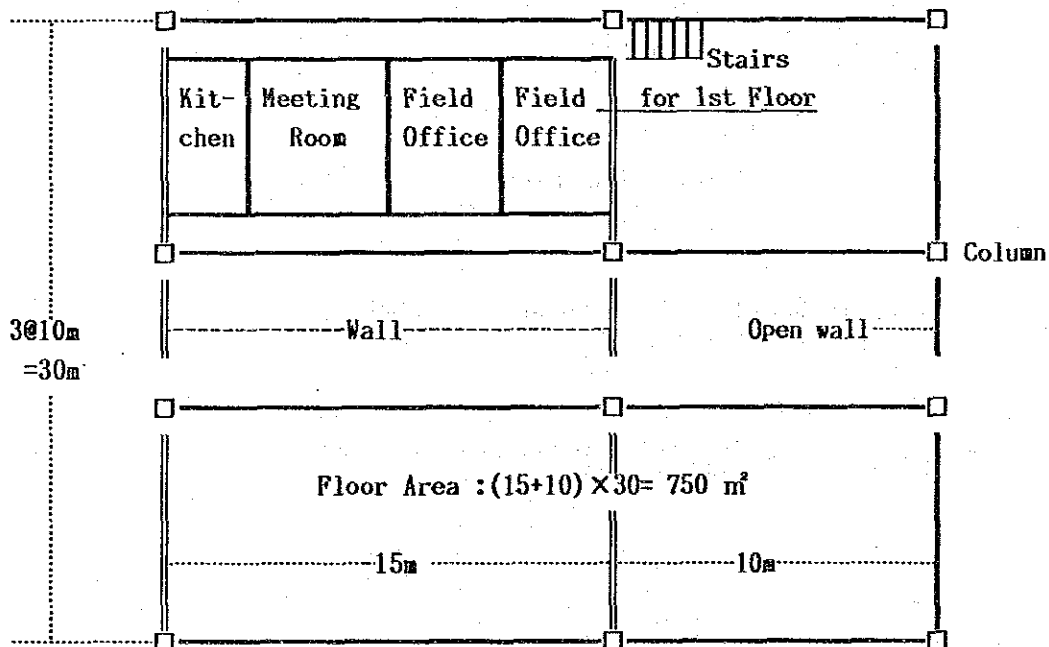 Stairs
for 1st Floor
Kit-
chen
Meeting
Room
Field
Office
Field
Office
Column
3@10m
=30m
Wall
Open wall
Floor Area :(15+10)×30= 750 ㎡
15m
10m